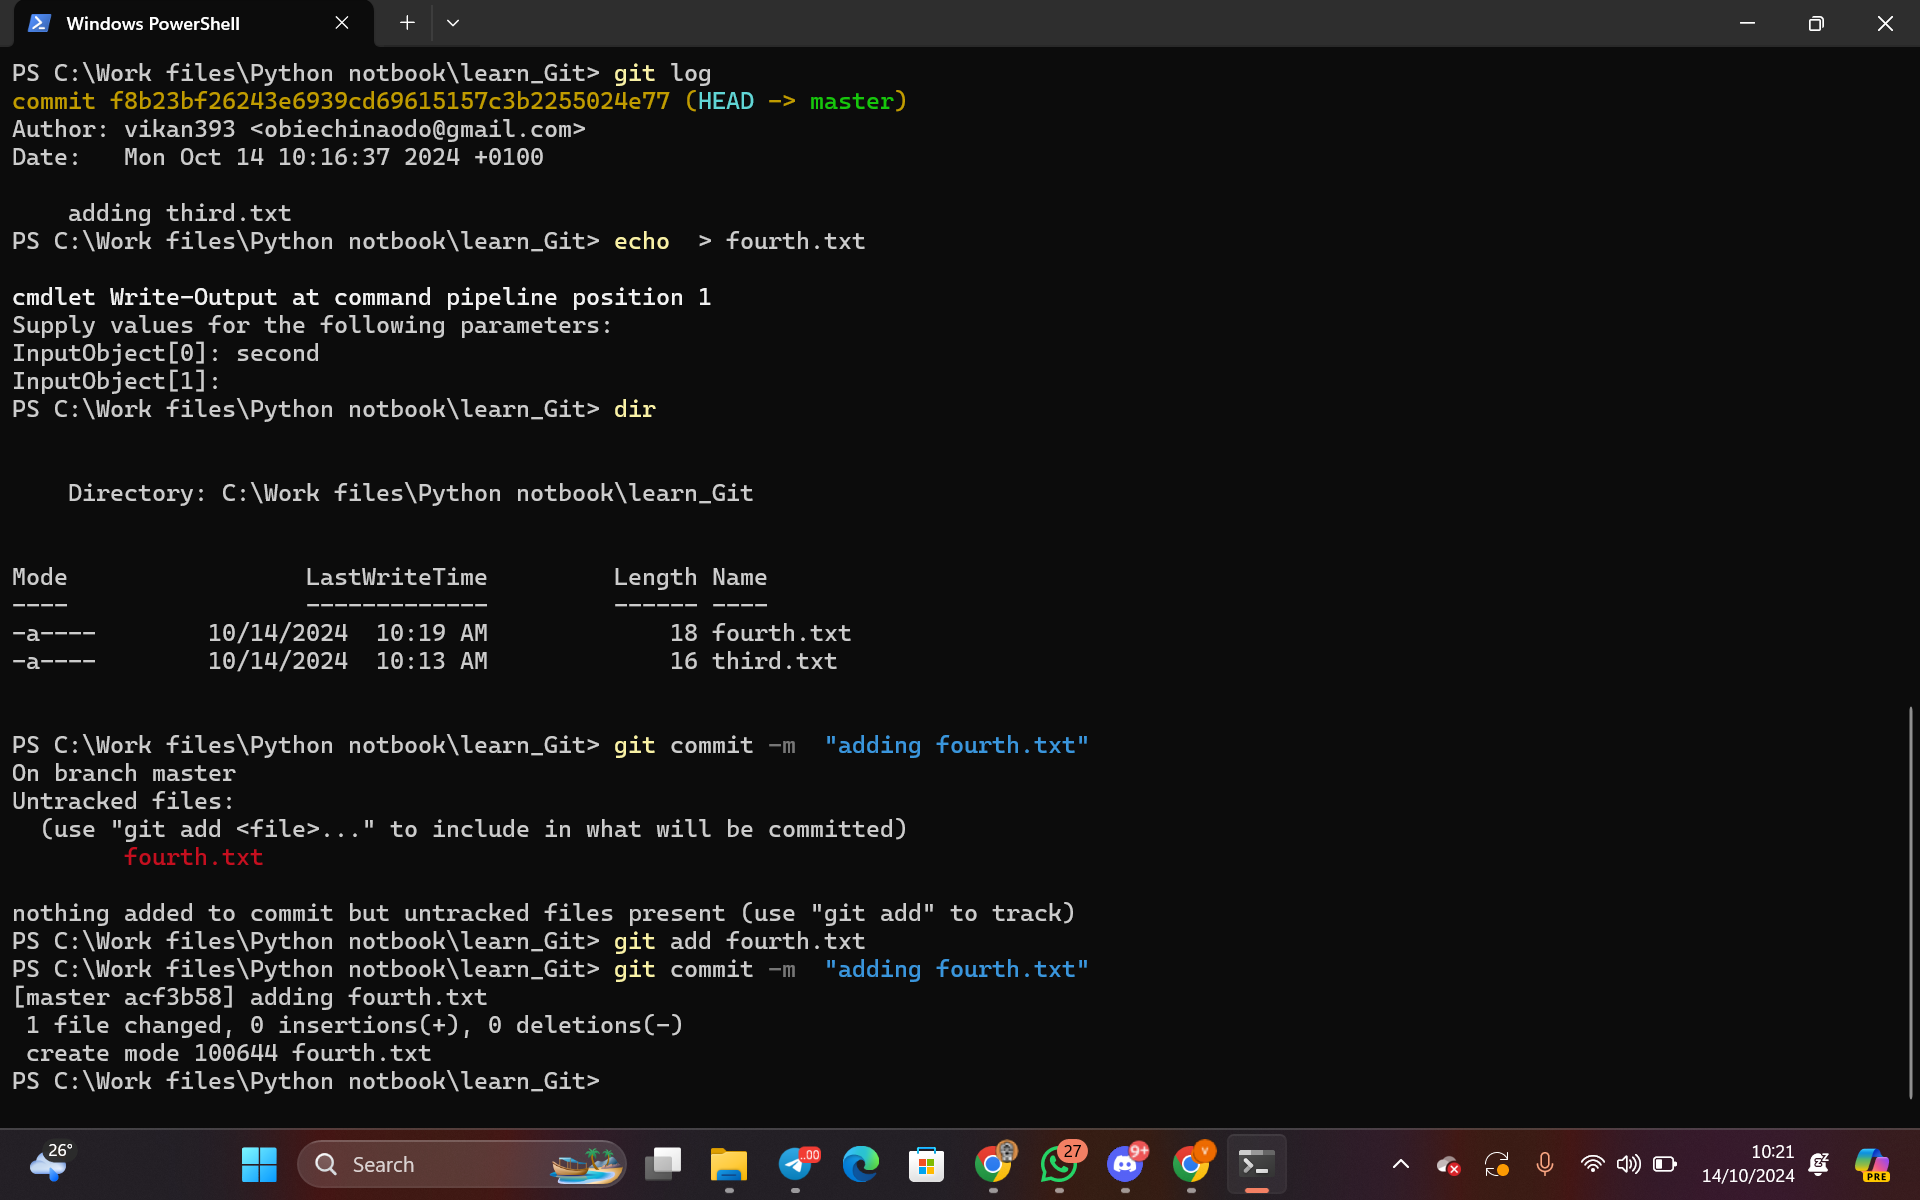 Windows PowerShell
PS C:\Work files\Python notbook\learn_Git> git log
commit f8b23bf26243e6939cd69615157c3b2255024e77 (HEAD -> master)
Author: vikan393 <obiechinaodo@gmail.com>
Date:   Mon Oct 14 10:16:37 2024 +0100
    adding third.txt
PS C:\Work files\Python notbook\learn_Git> echo  > fourth.txt
cmdlet Write-Output at command pipeline position 1
Supply values for the following parameters:
InputObject[0]: second
InputObject[1]:
PS C:\Work files\Python notbook\learn_Git> dir
    Directory: C:\Work files\Python notbook\learn_Git
Mode                 LastWriteTime         Length Name
----                 -------------         ------ ----
-a----        10/14/2024  10:19 AM             18 fourth.txt
-a----        10/14/2024  10:13 AM             16 third.txt
PS C:\Work files\Python notbook\learn_Git> git commit -m  "adding fourth.txt"
On branch master
Untracked files:
  (use "git add <file>..." to include in what will be committed)
        fourth.txt
nothing added to commit but untracked files present (use "git add" to track)
PS C:\Work files\Python notbook\learn_Git> git add fourth.txt
PS C:\Work files\Python notbook\learn_Git> git commit -m  "adding fourth.txt"
[master acf3b58] adding fourth.txt
 1 file changed, 0 insertions(+), 0 deletions(-)
 create mode 100644 fourth.txt
PS C:\Work files\Python notbook\learn_Git>
26°
Search
..00
27
9+
V
10:21
14/10/2024
PRE